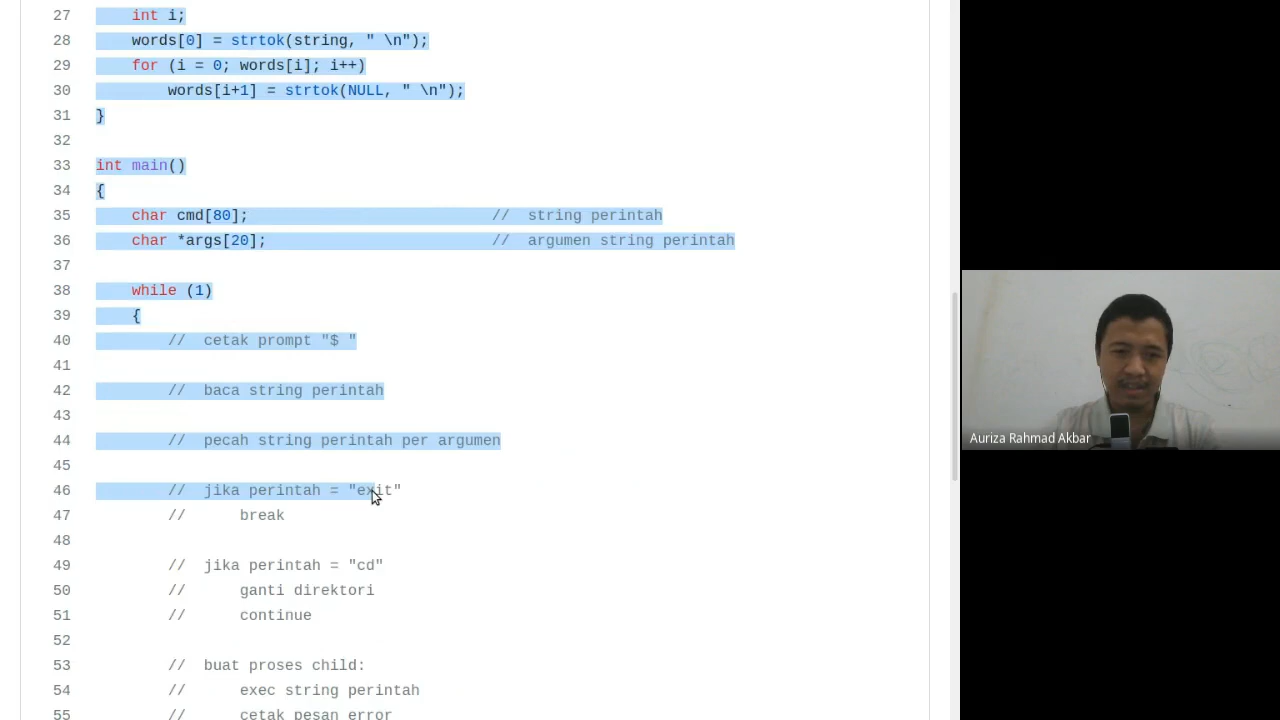 27 int i;
28 words[0] = strtok(string, " \n");
29 for (i = 0; words[i]; i++)
30 words[i+1] = strtok(NULL, " \n");
31 }
32
33 int main()
34 {
35 char cmd[80]; // string perintah
36 char *args[20]; // argumen string perintah
37
38 while (1)
39 {
40 // cetak prompt "$ "
41
42 // baca string perintah
43
44 // pecah string perintah per argumen
45
46 // jika perintah = "exit"
47 // break
48
49 // jika perintah = "cd"
50 // ganti direktori
51 // continue
52
53 // buat proses child:
54 // exec string perintah
55 // cetak pesan error
Auriza Rahmad Akbar